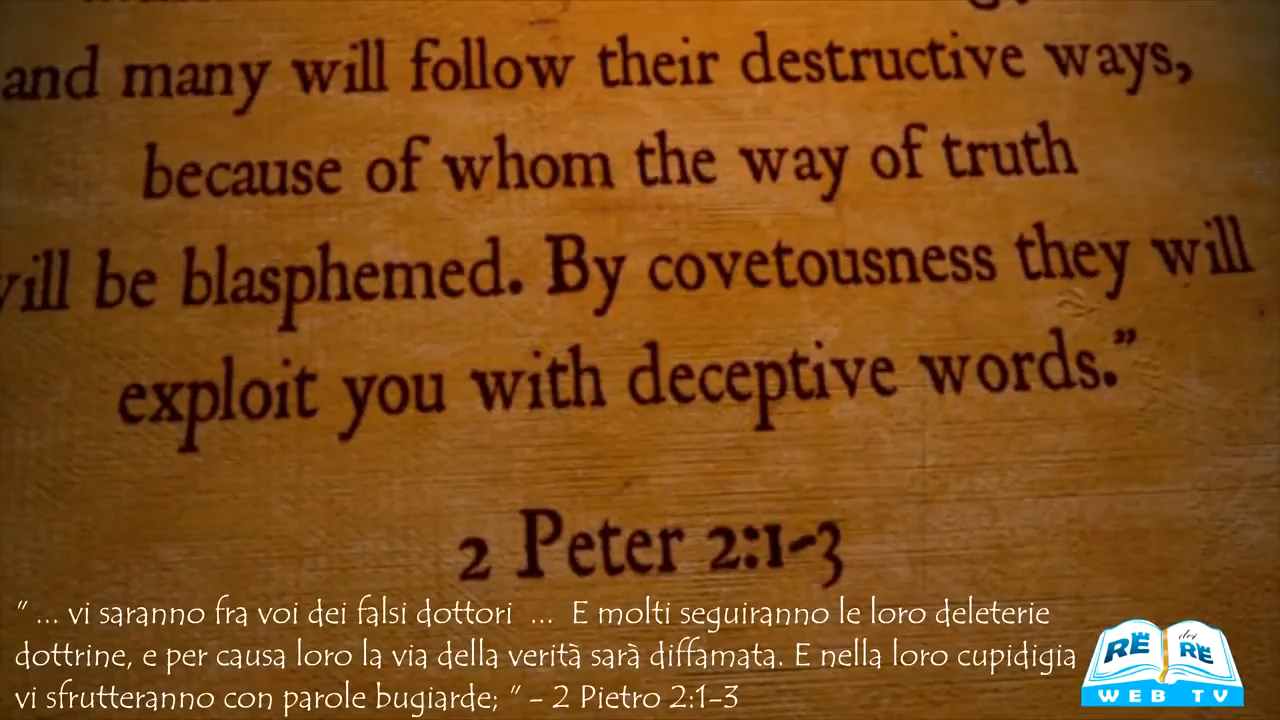 and many will follow their destructive ways,
because of whom the way of truth
will be blasphemed. By covetousness they will
exploit you with deceptive words.”
2 Peter 2:1-3
" ... vi saranno fra voi dei falsi dottori ... E molti seguiranno le loro deleterie
dottrine, e per causa loro la via della verità sarà diffamata. E nella loro cupidigia
vi sfrutteranno con parole bugiarde; " - 2 Pietro 2:1-3
RE dei RE
WEB TV